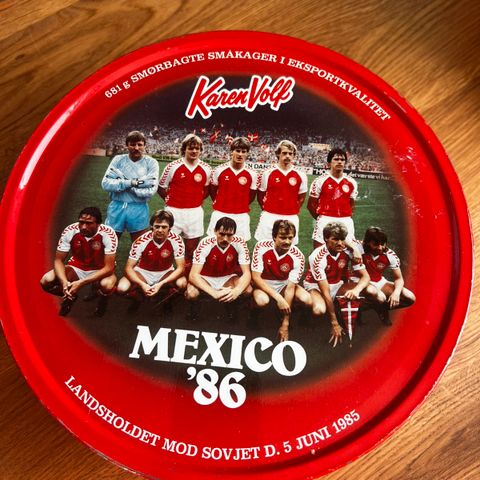 681 g SMØRBAGTE SMÅKAGER I EKSPORTKVALITET
Karen Volf
MEXICO
'86
LANDSHOLDET MOD SOVJET D. 5 JUNI 1985